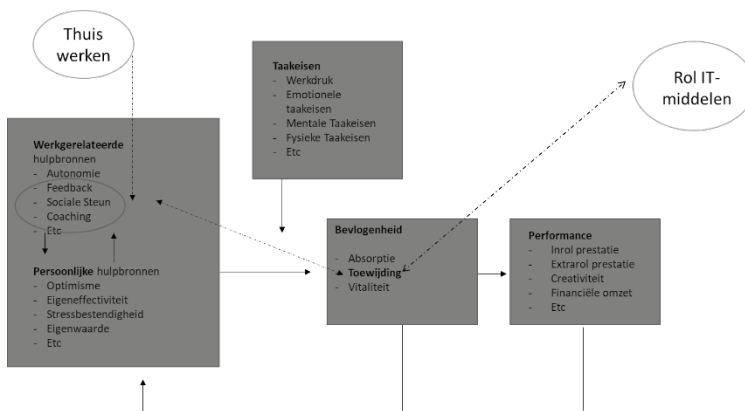 Thuis
werken
Taakeisen
- Werkdruk
- Emotionele
taakeisen
- Mentale Taakeisen
- Fysieke Taakeisen
- Etc
Rol IT-
middelen
Werkgerelateerde
hulpbronnen
- Autonomie
- Feedback
- Sociale Steun
- Coaching
- Etc
Persoonlijke hulpbronnen
- Optimisme
- Eigeneffectiviteit
- Stressbestendigheid
- Eigenwaarde
- Etc
Bevlogenheid
- Absorptie
- Toewijding
- Vitaliteit
Performance
- Inrol prestatie
- Extrarol prestatie
- Creativiteit
- Financiële omzet
- Etc